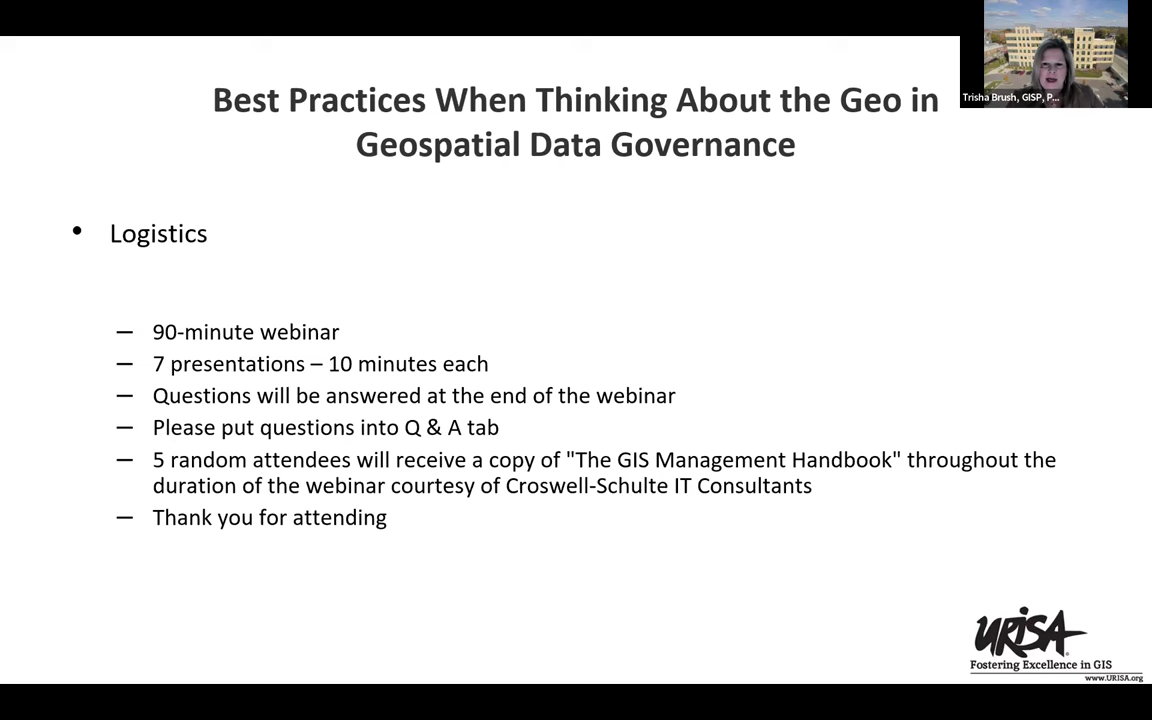 Best Practices When Thinking About the Geo in
Geospatial Data Governance
Trisha Brush, GISP, P...
• Logistics
– 90-minute webinar
– 7 presentations – 10 minutes each
– Questions will be answered at the end of the webinar
– Please put questions into Q & A tab
– 5 random attendees will receive a copy of "The GIS Management Handbook" throughout the
duration of the webinar courtesy of Croswell-Schulte IT Consultants
– Thank you for attending
URISA
Fostering Excellence in GIS
www.URISA.org